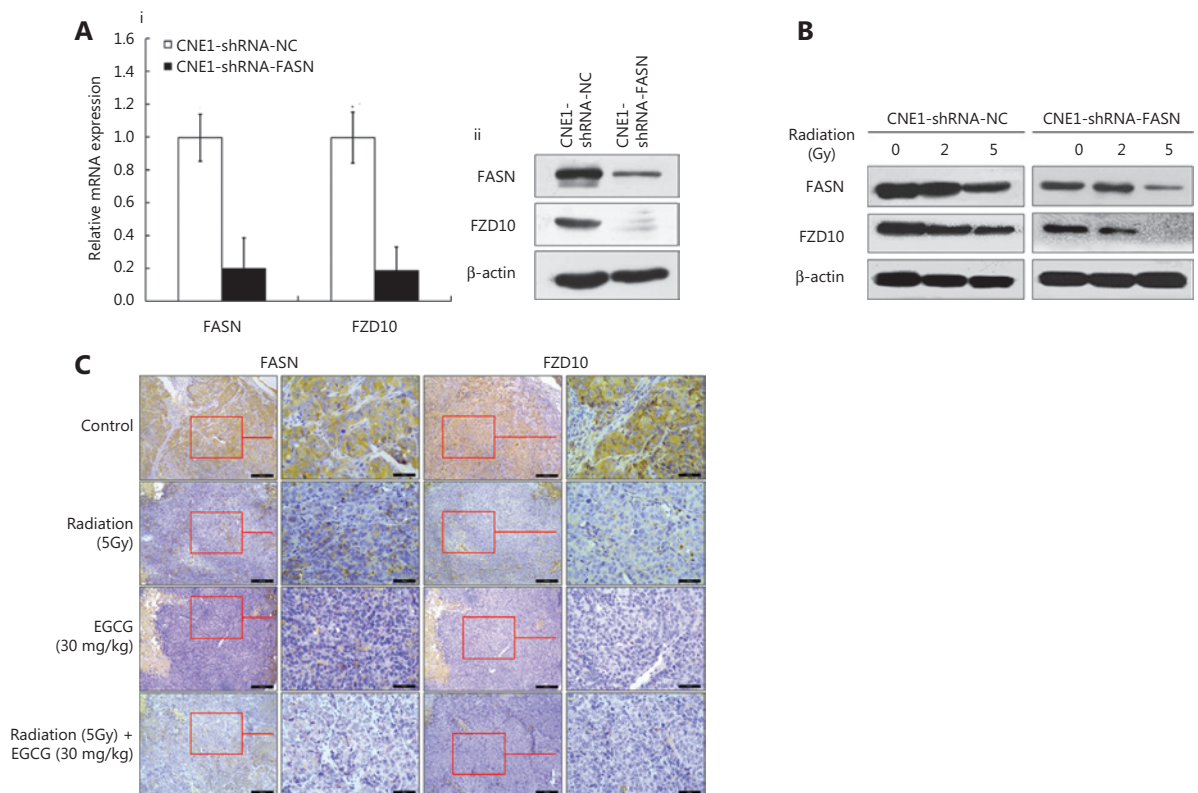 A
i
1.6
1.4
1.2
1.0
0.8
0.6
0.4
0.2
0.0
Relative mRNA expression
CNE1-shRNA-NC
CNE1-shRNA-FASN
FASN
FZD10
ii
CNE1-
shRNA-NC
CNE1-
shRNA-FASN
FASN
FZD10
β-actin
B
CNE1-shRNA-NC
CNE1-shRNA-FASN
Radiation
(Gy)
0 2 5
0 2 5
FASN
FZD10
β-actin
C
FASN
FZD10
Control
Radiation
(5Gy)
EGCG
(30 mg/kg)
Radiation (5Gy) +
EGCG (30 mg/kg)